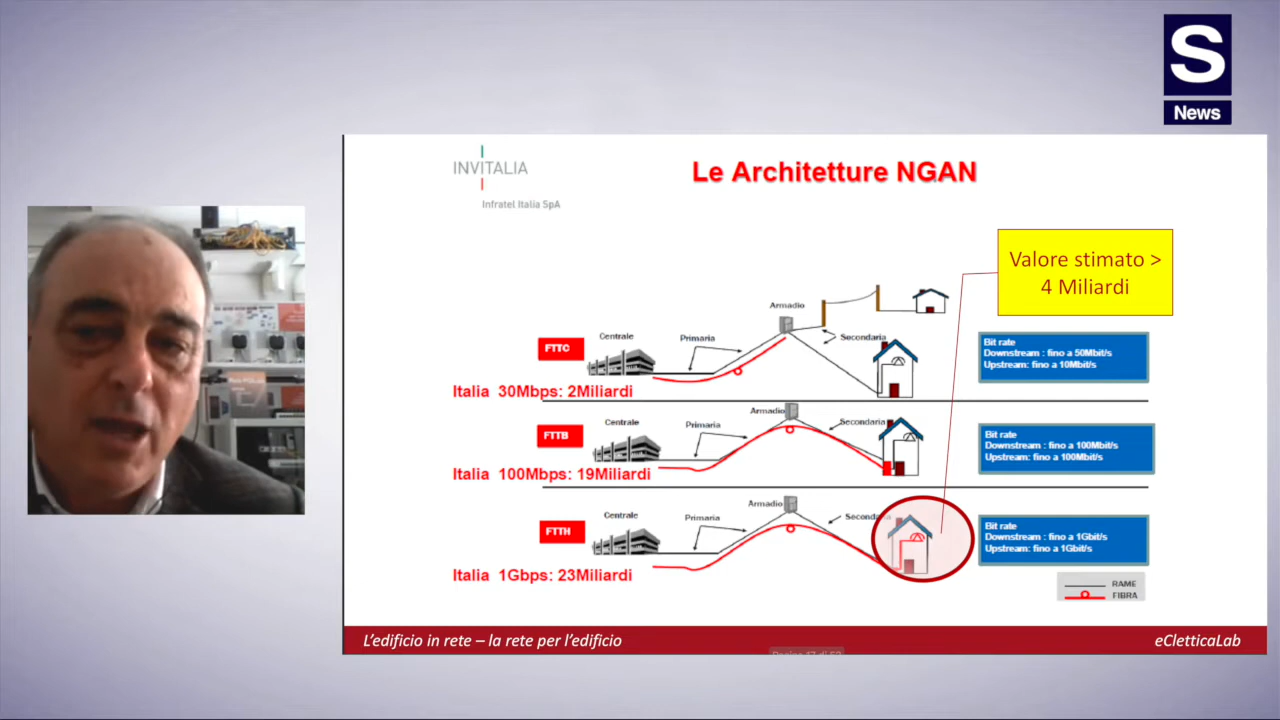 S
News
INVITALIA
Infratel Italia SpA
Le Architetture NGAN
Valore stimato >
4 Miliardi
Armadio
FTTC
Centrale
Primaria
Secondaria
Bit rate
Downstream : fino a 50Mbit/s
Upstream: fino a 10Mbit/s
Italia 30Mbps: 2Miliardi
Armadio
FTTB
Centrale
Primaria
Secondaria
Bit rate
Downstream : fino a 100Mbit/s
Upstream: fino a 100Mbit/s
Italia 100Mbps: 19Miliardi
Armadio
FTTH
Centrale
Primaria
Secondaria
Bit rate
Downstream : fino a 1Gbit/s
Upstream: fino a 1Gbit/s
Italia 1Gbps: 23Miliardi
RAME
FIBRA
L'edificio in rete – la rete per l'edificio
eCletticaLab